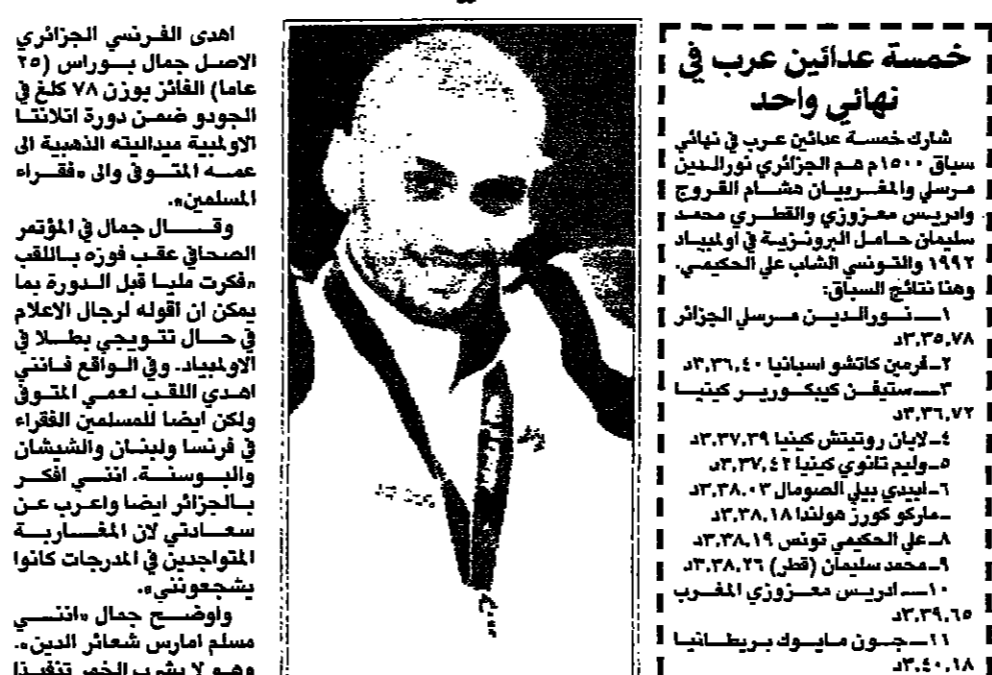 خمسة عدائين عرب في
نهائي واحد
شارك خمسة عدائين عرب في نهائي
سباق ١٥٠٠م هم الجزائري نورالدين
مرسلي والمغربيان هشام القروج
وادريس معزوزي والقطري محمد
سليمان حامل البرونزية في اولمبياد
١٩٩٢ والتونسي الشاب علي الحكيمي.
وهنا نتائج السباق:
١ـ نورالدين مرسلي الجزائر
٣,٣٥,٧٨د
٢ـ فرمين كاتشو اسبانيا ٣,٣٦,٤٠د
٣ـ ستيفن كيبكورير كينيا
٣,٣٦,٧٢د
٤ـ لابان روتيتش كينيا ٣,٣٧,٣٩د
٥ـ وليم تانوي كينيا ٣,٣٧,٤٢د
٦ـ ابيدي بيلي الصومال ٣,٣٨,٠٣د
ـ ماركو كورز هولندا ٣,٣٨,١٨د
٨ـ علي الحكيمي تونس ٣,٣٨,١٩د
٩ـ محمد سليمان (قطر) ٣,٣٨,٢٦د
١٠ـ ادريس معزوزي المغرب
٣,٣٩,٦٥د
١١ـ جون مايوك بريطانيا
٣,٤٠,١٨د
اهدى الفرنسي الجزائري
الاصل جمال بوراس (٢٥
عاما) الفائز بوزن ٧٨ كلغ في
الجودو ضمن دورة اتلانتا
الاولمبية ميداليته الذهبية الى
عمه المتوفى والى «فقراء
المسلمين».
وقال جمال في المؤتمر
الصحافي عقب فوزه باللقب
«فكرت مليا قبل الدورة بما
يمكن ان أقوله لرجال الاعلام
في حال تتويجي بطلا في
الاولمبياد. وفي الواقع فانني
اهدي اللقب لعمي المتوفى
ولكن ايضا للمسلمين الفقراء
في فرنسا ولبنان والشيشان
والبوسنة. انني افكر
بالجزائر ايضا واعرب عن
سعادتي لان المغاربة
المتواجدين في المدرجات كانوا
يشجعونني».
واوضح جمال «انني
مسلم امارس شعائر الدين».
وهو لا يشرب الخمر تنفيذا